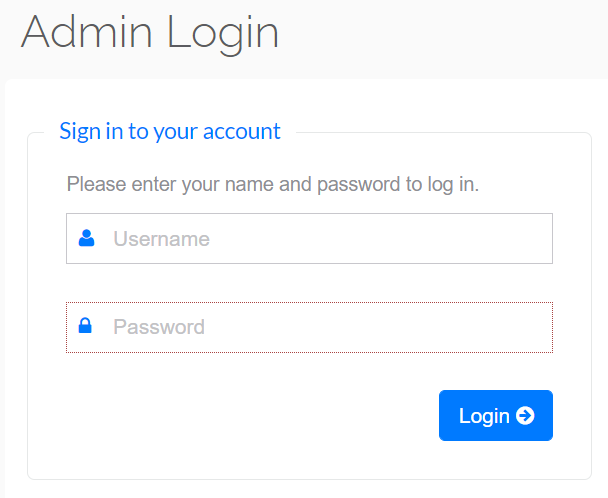 Admin Login
Sign in to your account
Please enter your name and password to log in.
Username
Password
Login